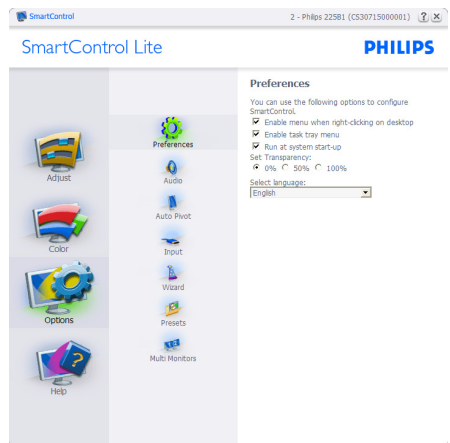 SmartControl
2 - Philips 225B1 (CS30715000001)
?
X
SmartControl Lite
PHILIPS
Adjust
Color
Options
Help
Preferences
Audio
Auto Pivot
Input
Wizard
Presets
Multi Monitors
Preferences
You can use the following options to configure
SmartControl.
Enable menu when right-clicking on desktop
Enable task tray menu
Run at system start-up
Set Transparency:
0% 50% 100%
Select language:
English